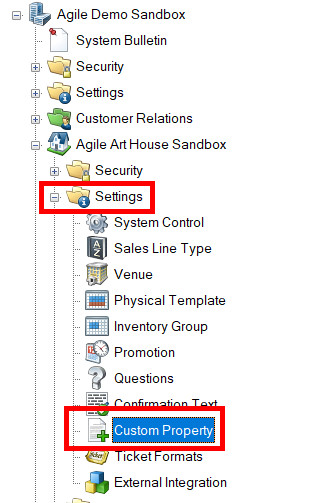 Agile Demo Sandbox
System Bulletin
Security
Settings
Customer Relations
Agile Art House Sandbox
Security
Settings
System Control
Sales Line Type
Venue
Physical Template
Inventory Group
Promotion
Questions
Confirmation Text
Custom Property
Ticket Formats
External Integration